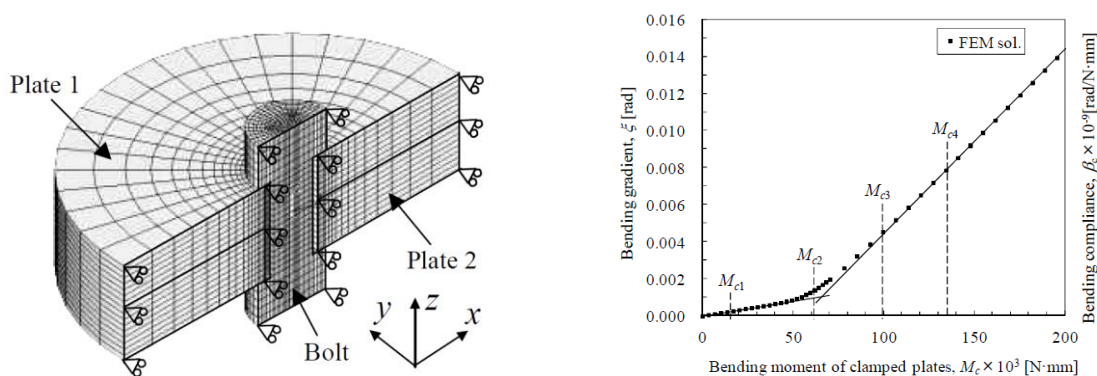 Plate 1
Plate 2
Bolt
y
z
x
Bending gradient, ξ [rad]
0.016
0.014
0.012
0.010
0.008
0.006
0.004
0.002
0.000
FEM sol.
Mc1
Mc2
Mc3
Mc4
0
50
100
150
200
Bending moment of clamped plates, Mc × 10³ [N·mm]
Bending compliance, βc × 10⁻⁹[rad/N·mm]